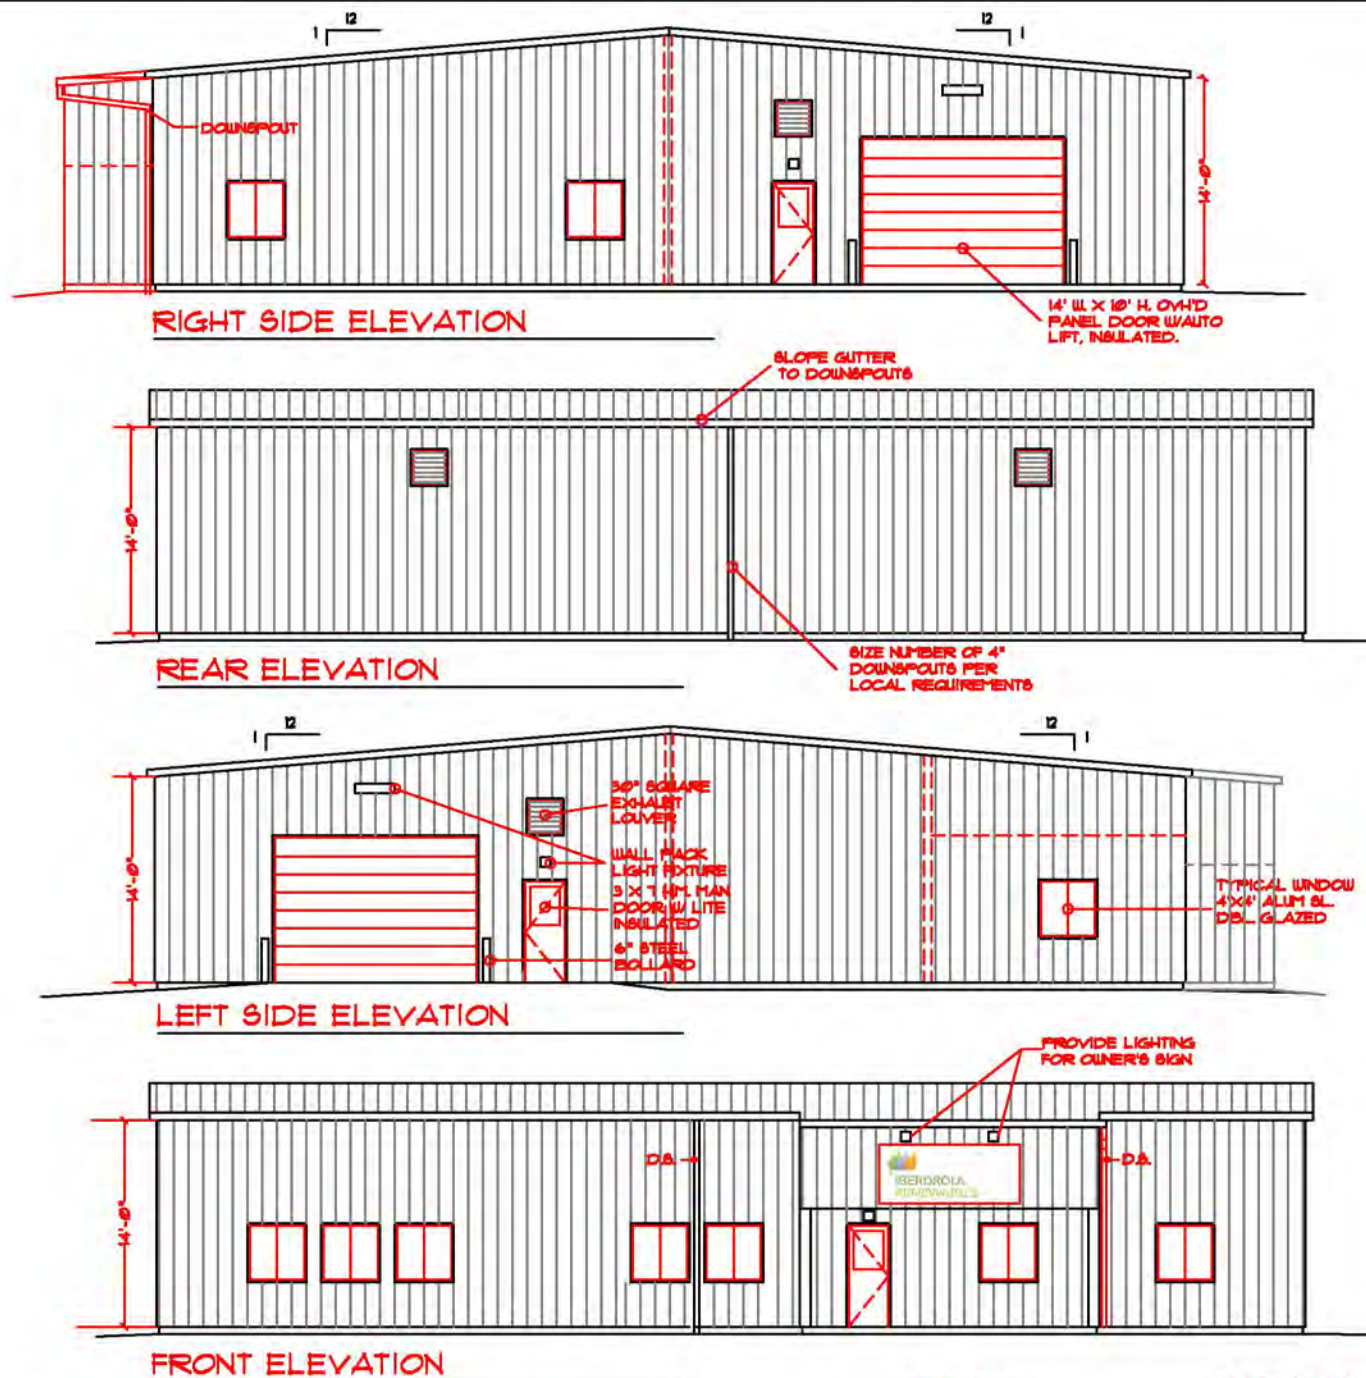 12
1
12
1
DOWNSPOUT
14'-0"
14' W. X 10' H. OVH'D
PANEL DOOR W/AUTO
LIFT, INSULATED.
RIGHT SIDE ELEVATION
SLOPE GUTTER
TO DOWNSPOUTS
14'-0"
SIZE NUMBER OF 4"
DOWNSPOUTS PER
LOCAL REQUIREMENTS
REAR ELEVATION
12
1
12
1
30" SQUARE
EXHAUST
LOUVER
WALL PACK
LIGHT FIXTURE
3 X 7 H.M. MAN
DOOR W/ LITE
INSULATED
6" STEEL
BOLLARD
14'-0"
TYPICAL WINDOW
4'X4' ALUM SL.
DBL. GLAZED
LEFT SIDE ELEVATION
PROVIDE LIGHTING
FOR OWNER'S SIGN
D.S.
D.S.
IBERDROLA
RENEWABLES
14'-0"
FRONT ELEVATION